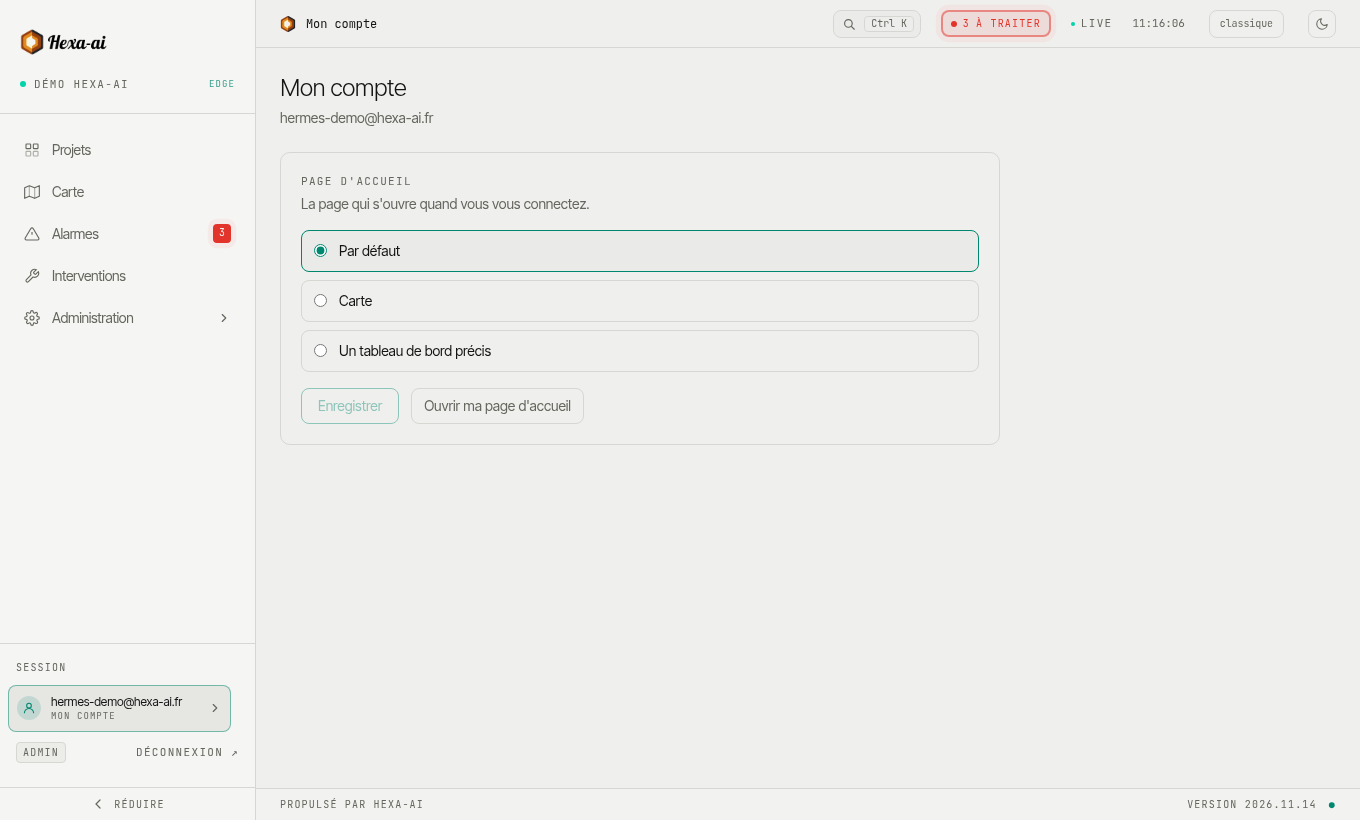 Hexa-ai
DÉMO HEXA-AI EDGE
Projets
Carte
Alarmes 3
Interventions
Administration
SESSION
hermes-demo@hexa-ai.fr
MON COMPTE
ADMIN DÉCONNEXION ↗
RÉDUIRE
Mon compte Ctrl K 3 À TRAITER LIVE 11:16:06 classique
Mon compte
hermes-demo@hexa-ai.fr
PAGE D'ACCUEIL
La page qui s'ouvre quand vous vous connectez.
Par défaut
Carte
Un tableau de bord précis
Enregistrer Ouvrir ma page d'accueil
PROPULSÉ PAR HEXA-AI VERSION 2026.11.14